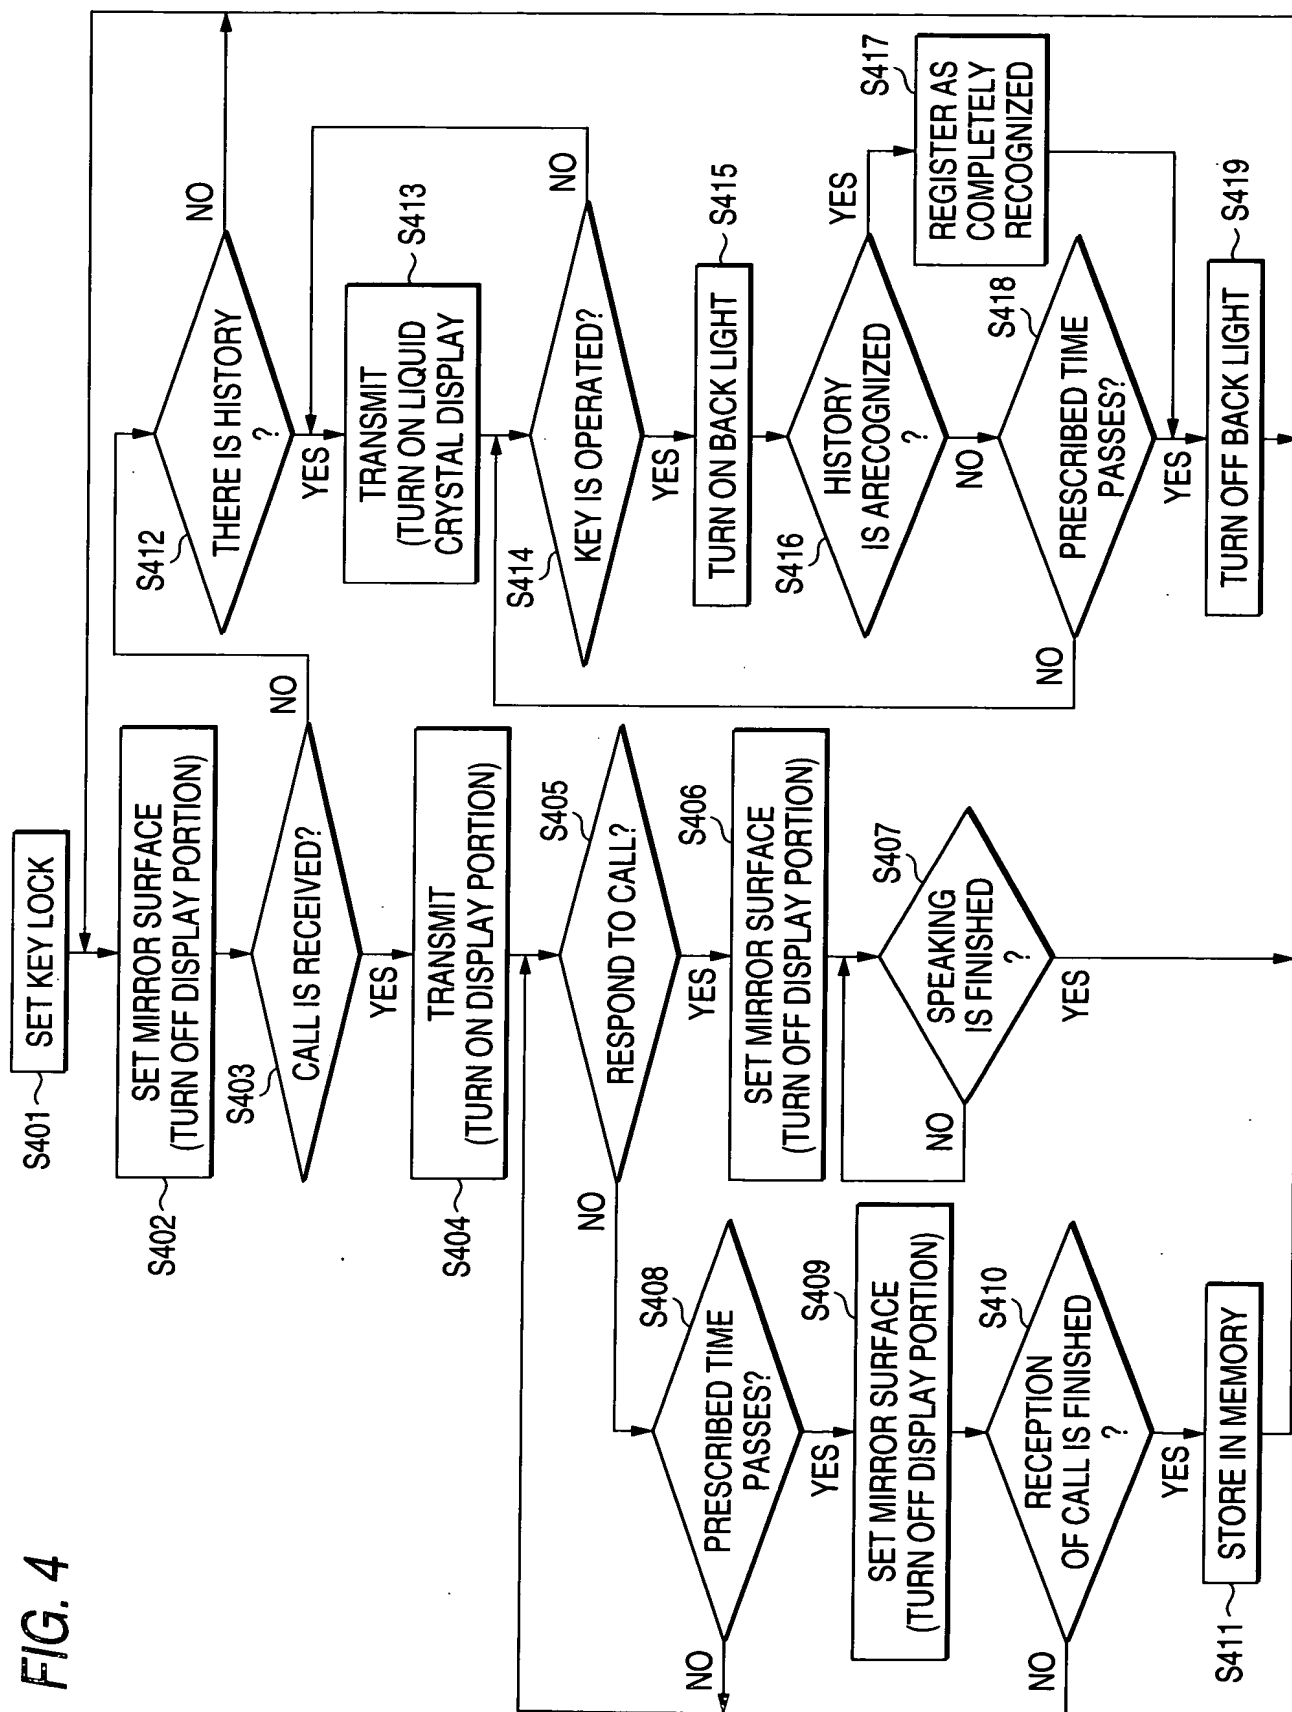 FIG. 4
S401
SET KEY LOCK
S402
SET MIRROR SURFACE
(TURN OFF DISPLAY PORTION)
S403
CALL IS RECEIVED?
NO
YES
S404
TRANSMIT
(TURN ON DISPLAY PORTION)
S405
RESPOND TO CALL?
NO
YES
S406
SET MIRROR SURFACE
(TURN OFF DISPLAY PORTION)
S407
SPEAKING
IS FINISHED
?
NO
YES
S408
PRESCRIBED TIME
PASSES?
NO
YES
S409
SET MIRROR SURFACE
(TURN OFF DISPLAY PORTION)
S410
RECEPTION
OF CALL IS FINISHED
?
NO
YES
S411
STORE IN MEMORY
S412
THERE IS HISTORY
?
NO
YES
S413
TRANSMIT
(TURN ON LIQUID
CRYSTAL DISPLAY
S414
KEY IS OPERATED?
NO
YES
S415
TURN ON BACK LIGHT
S416
HISTORY
IS ARECOGNIZED
?
YES
NO
S417
REGISTER AS
COMPLETELY
RECOGNIZED
S418
PRESCRIBED TIME
PASSES?
NO
YES
S419
TURN OFF BACK LIGHT